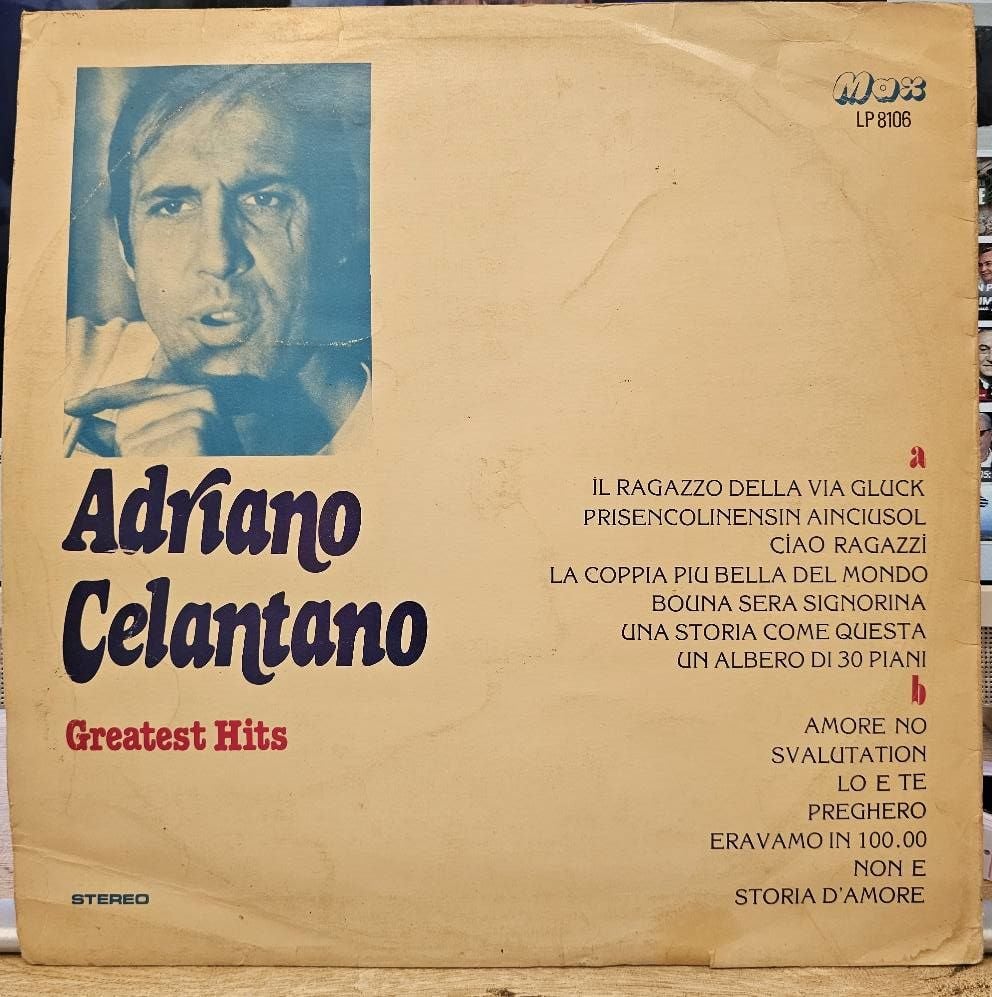 Max
LP 8106
Adriano
Celantano
Greatest Hits
a
İL RAGAZZO DELLA VIA GLUCK
PRISENCOLINENSIN AINCIUSOL
CİAO RAGAZZİ
LA COPPIA PIU BELLA DEL MONDO
BOUNA SERA SIGNORINA
UNA STORIA COME QUESTA
UN ALBERO DI 30 PIANI
b
AMORE NO
SVALUTATION
LO E TE
PREGHERO
ERAVAMO IN 100.00
NON E
STORIA D'AMORE
STEREO